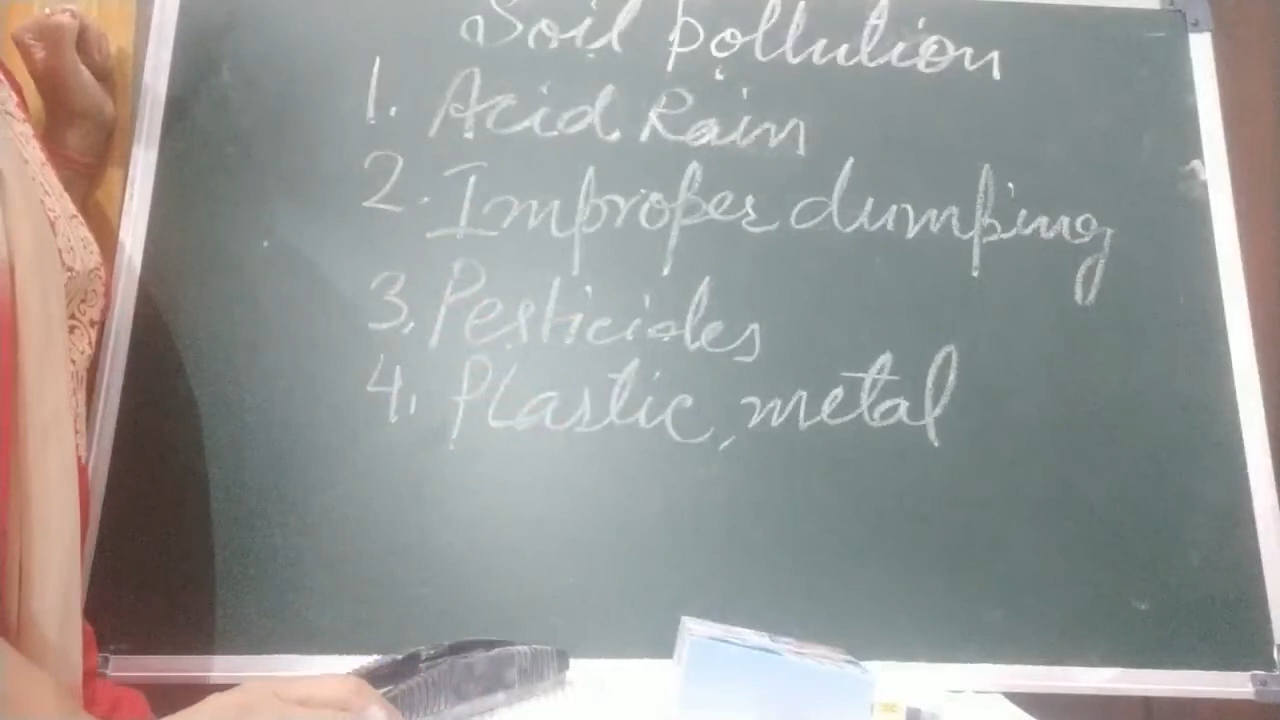 Soil pollution
1. Acid Rain
2. Improper dumping
3. Pesticides
4. Plastic, metal